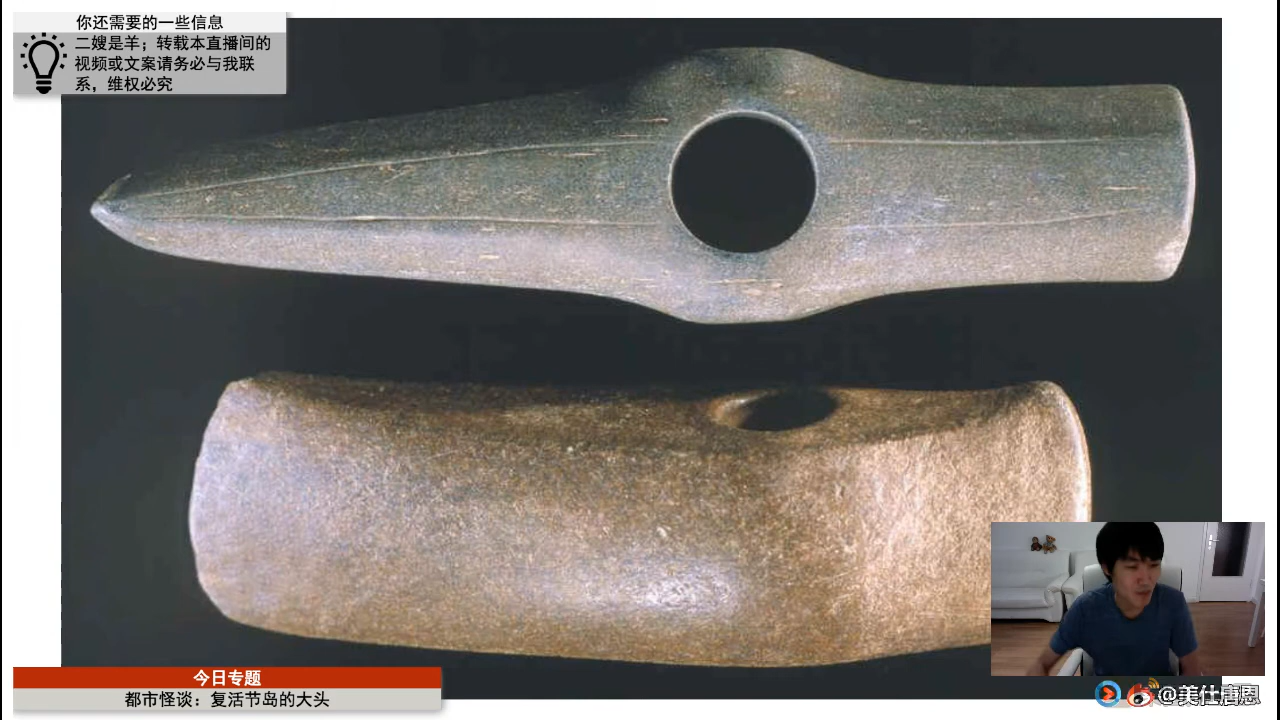 你还需要的一些信息
二嫂是羊；转载本直播间的
视频或文案请务必与我联
系，维权必究
今日专题
都市怪谈：复活节岛的大头
@美仕唐恩